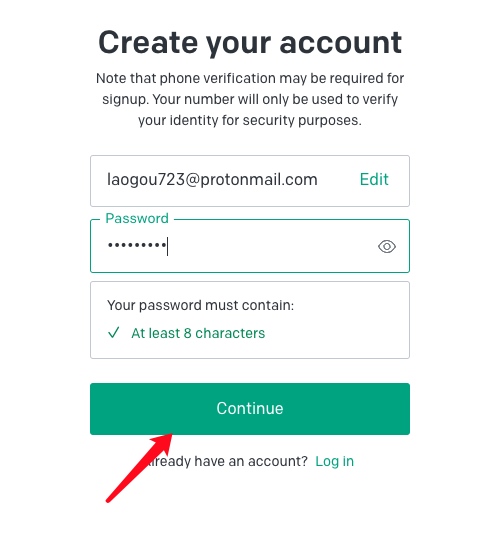 Create your account
Note that phone verification may be required for
signup. Your number will only be used to verify
your identity for security purposes.
laogou723@protonmail.com Edit
Password
•••••••••
Your password must contain:
✓ At least 8 characters
Continue
already have an account? Log in